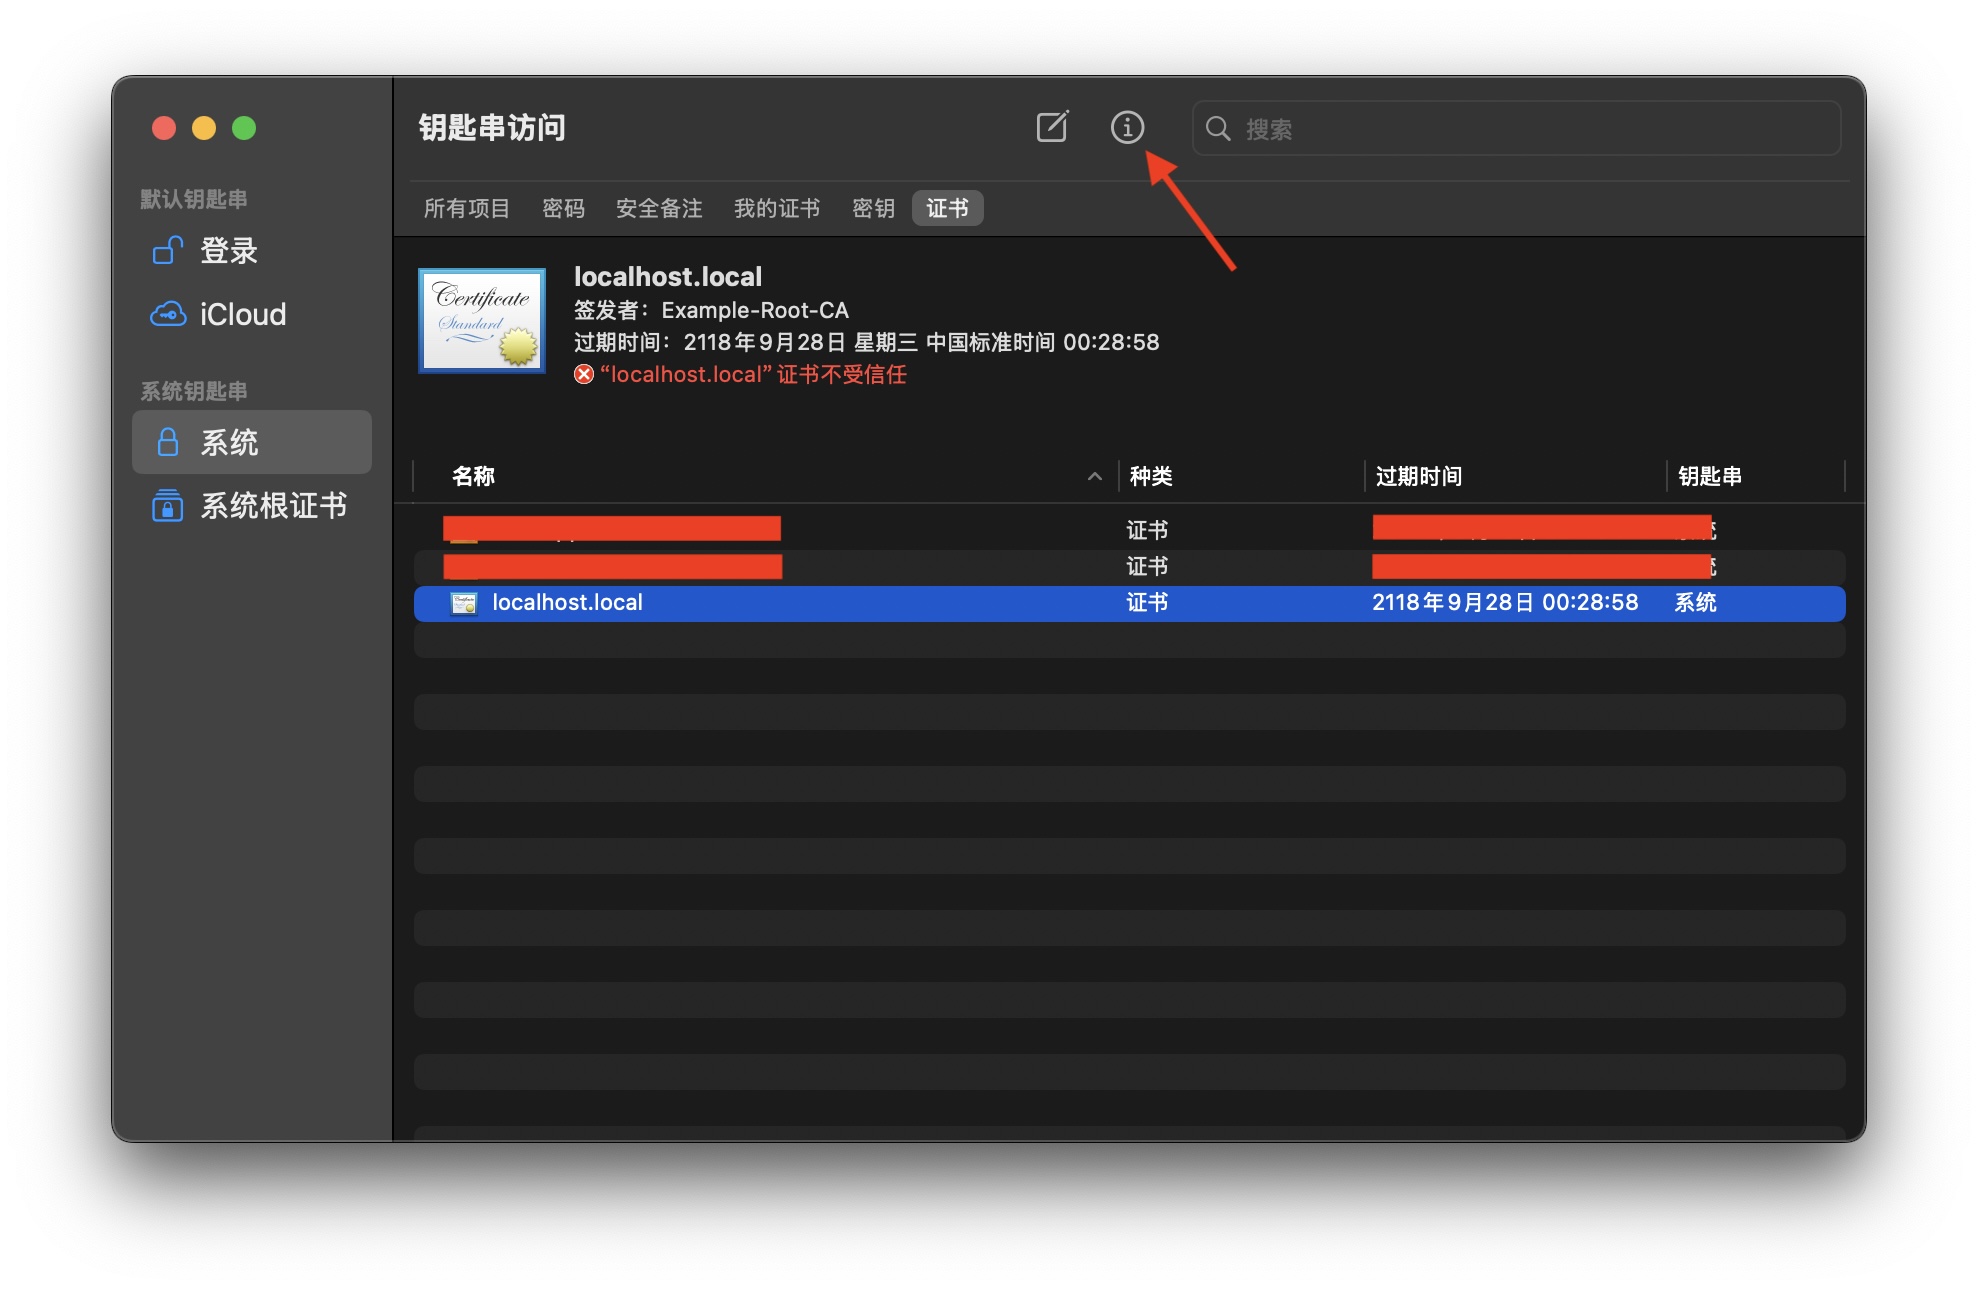 钥匙串访问
搜索
默认钥匙串
登录
iCloud
系统钥匙串
系统
系统根证书
所有项目 密码 安全备注 我的证书 密钥 证书
Certificate
Standard
localhost.local
签发者：Example-Root-CA
过期时间：2118年9月28日 星期三 中国标准时间 00:28:58
“localhost.local”证书不受信任
名称 种类 过期时间 钥匙串
证书
证书
localhost.local 证书 2118年9月28日 00:28:58 系统